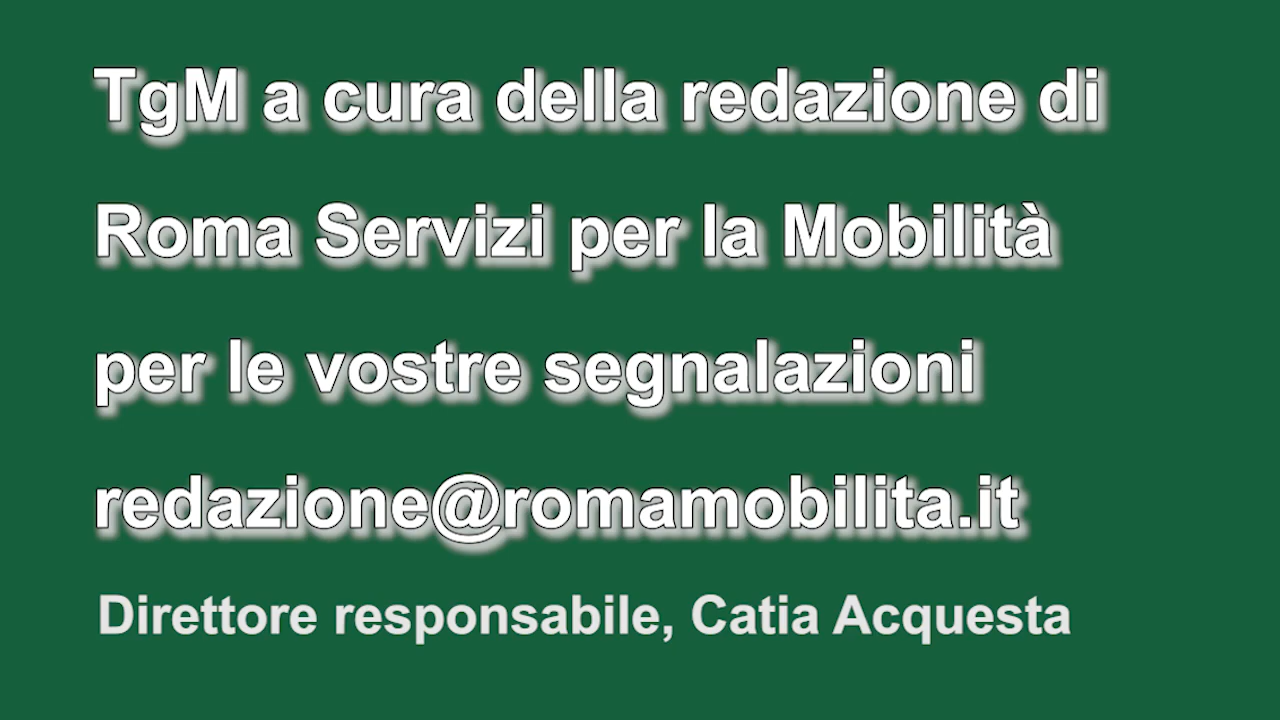 TgM a cura della redazione di
Roma Servizi per la Mobilità
per le vostre segnalazioni
redazione@romamobilita.it
Direttore responsabile, Catia Acquesta